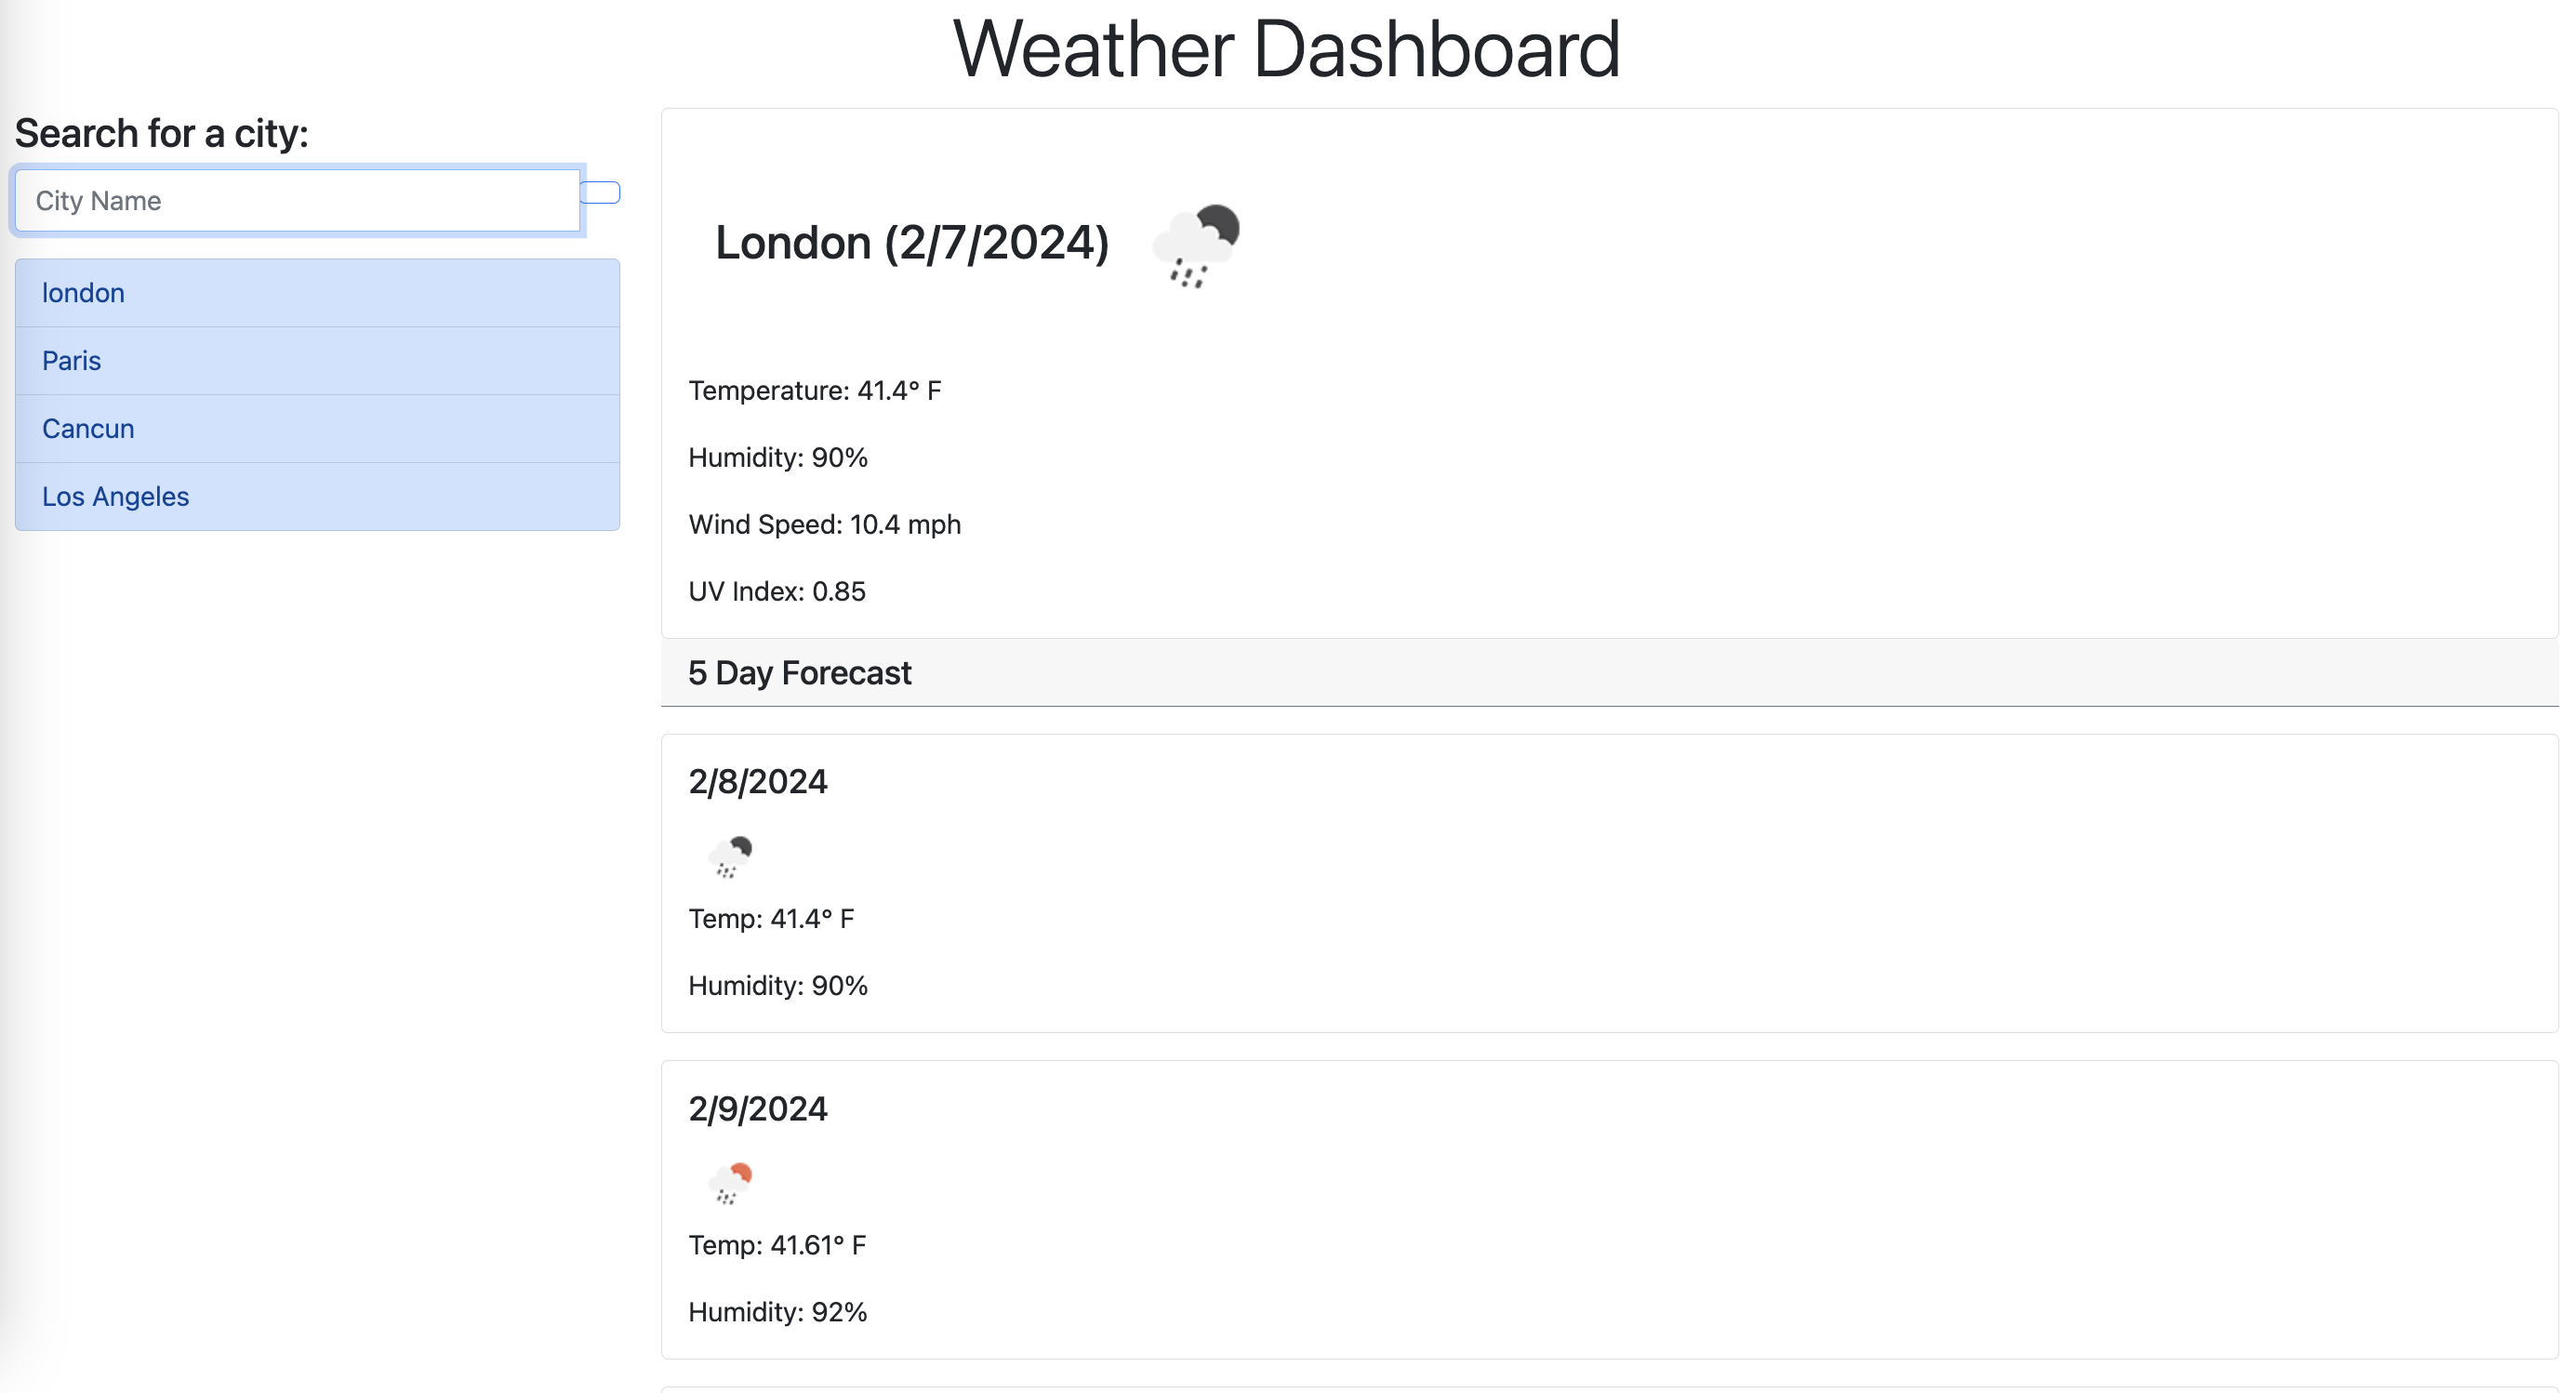 Weather Dashboard
Search for a city:
City Name
london
Paris
Cancun
Los Angeles
London (2/7/2024)
Temperature: 41.4° F
Humidity: 90%
Wind Speed: 10.4 mph
UV Index: 0.85
5 Day Forecast
2/8/2024
Temp: 41.4° F
Humidity: 90%
2/9/2024
Temp: 41.61° F
Humidity: 92%